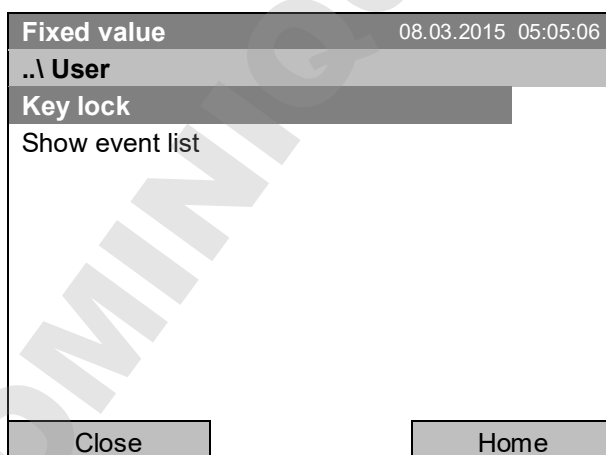 Fixed value 08.03.2015 05:05:06
..\ User
Key lock
Show event list
Close Home